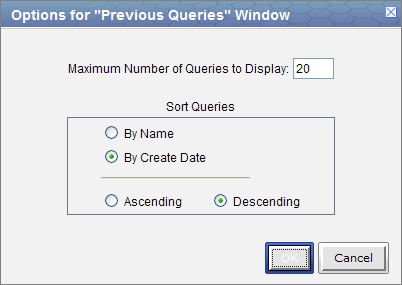 Options for "Previous Queries" Window
Maximum Number of Queries to Display: 20
Sort Queries
By Name
By Create Date
Ascending Descending
OK Cancel